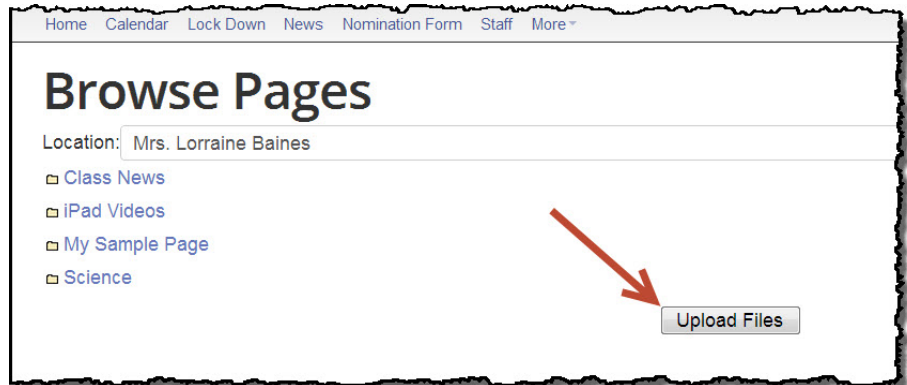 Home Calendar Lock Down News Nomination Form Staff More
Browse Pages
Location: Mrs. Lorraine Baines
Class News
iPad Videos
My Sample Page
Science
Upload Files